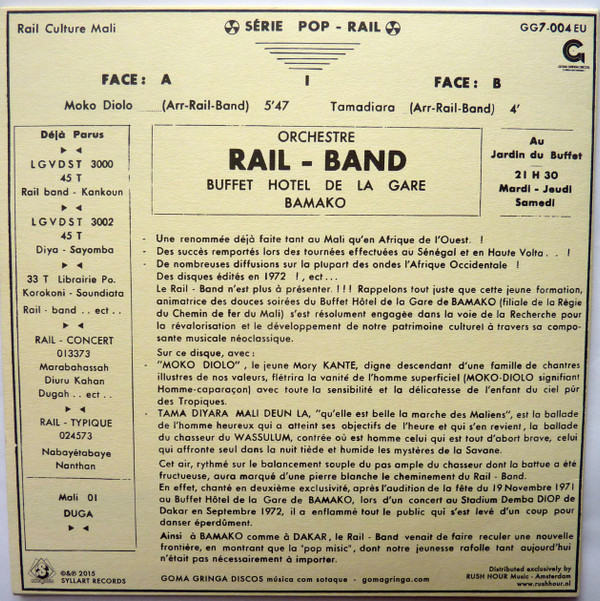 Rail Culture Mali
SÉRIE POP - RAIL
GG7-004 EU
G
FACE: A I FACE: B
Moko Diolo (Arr-Rail-Band) 5'47 Tamadiara (Arr-Rail-Band) 4'
Déjà Parus
LGVDST 3000
45 T
Rail band - Kankoun
LGVDST 3002
45 T
Diya - Sayomba
33 T Librairie Po.
Korokoni - Soundiata
Rail - band . . ect . .
RAIL - CONCERT
013373
Marabahassah
Diuru Kahan
Dugah . . ect . .
RAIL - TYPIQUE
024573
Nabayétabaye
Nanthan
Mali 01
DUGA
ORCHESTRE
RAIL - BAND
BUFFET HOTEL DE LA GARE
BAMAKO
Au
Jardin du Buffet
21 H 30
Mardi - Jeudi
Samedi
- Une renommée déjà faite tant au Mali qu'en Afrique de l'Ouest. !
- Des succès remportés lors des tournées effectuées au Sénégal et en Haute Volta . . !
- De nombreuses diffusions sur la plupart des ondes l'Afrique Occidentale !
Des disques édités en 1972 ! , ect...
Le Rail - Band n'est plus à présenter. !!! Rappelons tout juste que cette jeune formation,
animatrice des douces soirées du Buffet Hôtel de la Gare de BAMAKO (filiale de la Règie
du Chemin de fer du Mali) s'est résolument engagée dans la voie de la Recherche pour
la révalorisation et le développement de notre patrimoine culturel à travers sa compo-
sante musicale néoclassique.
Sur ce disque, avec :
- "MOKO DIOLO" , le jeune Mory KANTE, digne descendant d'une famille de chantres
illustres de nos valeurs, flétrira la vanité de l'homme superficiel (MOKO-DIOLO signifiant
Homme-caparaçon) avec toute la sensibilité et la délicatesse de l'enfant du ciel pûr
des Tropiques.
- TAMA DIYARA MALI DEUN LA, "qu'elle est belle la marche des Maliens", est la ballade
de l'homme heureux qui a atteint ses objectifs de l'heure et qui s'en revient, la ballade
du chasseur du WASSULUM, contrée où est homme celui qui est tout d'abort brave, celui
qui affronte seul dans la nuit tiède et humide les mystères de la Savane.
Cet air, rythmé sur le balancement souple du pas ample du chasseur dont la battue a été
fructueuse, aura marqué d'une pierre blanche le cheminement du Rail - Band.
En effet, chanté en deuxième exclusivité, après l'audition de la fête du 19 Novembre 1971
au Buffet Hôtel de la Gare de BAMAKO, lors d'un concert au Stadium Demba DIOP de
Dakar en Septembre 1972, il a enflammé tout le public qui s'est levé d'un coup pour
danser éperdûment.
Ainsi à BAMAKO comme à DAKAR, le Rail - Band venait de faire reculer une nouvelle
frontière, en montrant que la "pop misic", dont notre jeunesse rafolle tant aujourd'hui
n'était pas nécessairement à importer.
©&℗ 2015
SYLLART RECORDS
GOMA GRINGA DISCOS música com sotaque - gomagringa.com
Distributed exclusively by
RUSH HOUR Music - Amsterdam
www.rushhour.nl